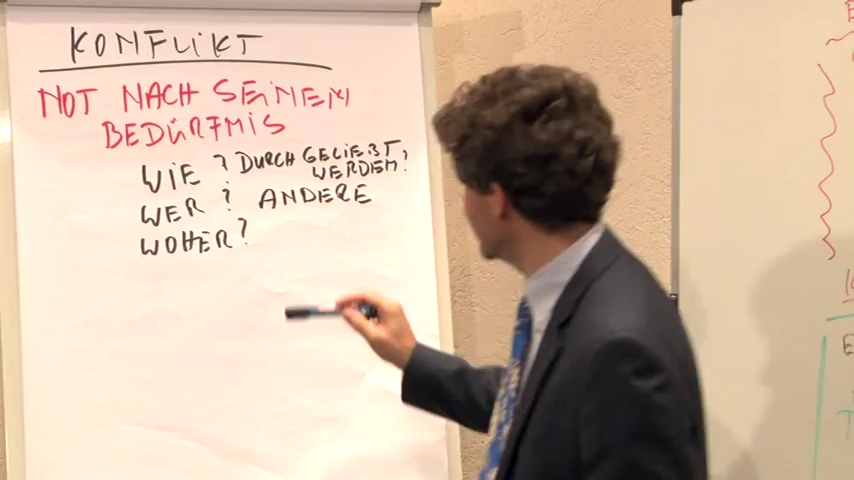 KONFLIKT
NOT NACH SEINEM
BEDÜRFNIS
WIE ? DURCH GELIEBT
WERDEN?
WER ? ANDERE
WOHER?